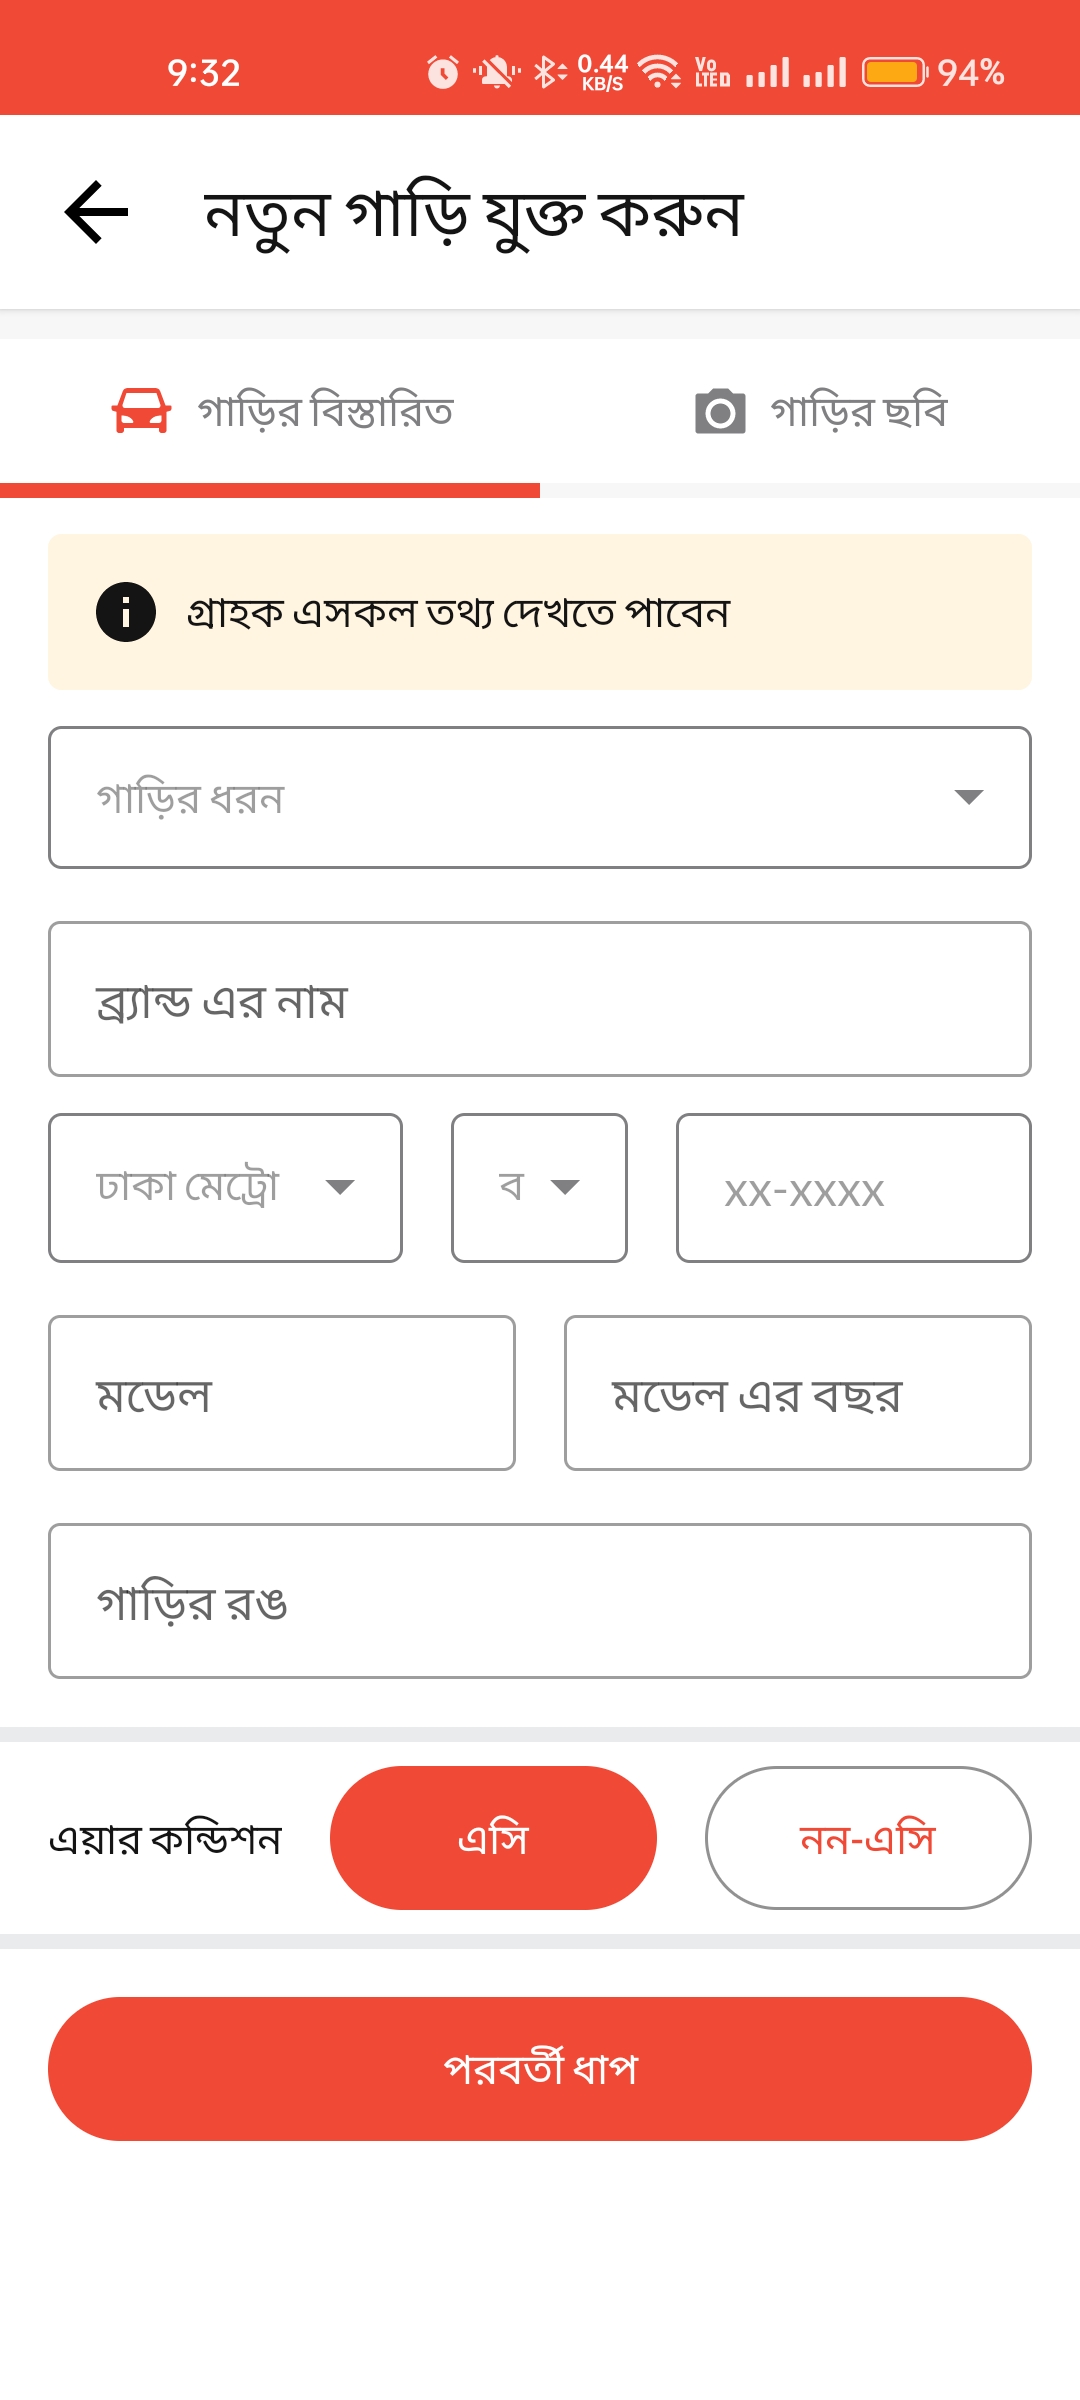 9:32 0.44 KB/S Vo LTE D 94%
নতুন গাড়ি যুক্ত করুন
গাড়ির বিস্তারিত গাড়ির ছবি
গ্রাহক এসকল তথ্য দেখতে পাবেন
গাড়ির ধরন
ব্র্যান্ড এর নাম
ঢাকা মেট্রো ব xx-xxxx
মডেল মডেল এর বছর
গাড়ির রঙ
এয়ার কন্ডিশন এসি নন-এসি
পরবর্তী ধাপ